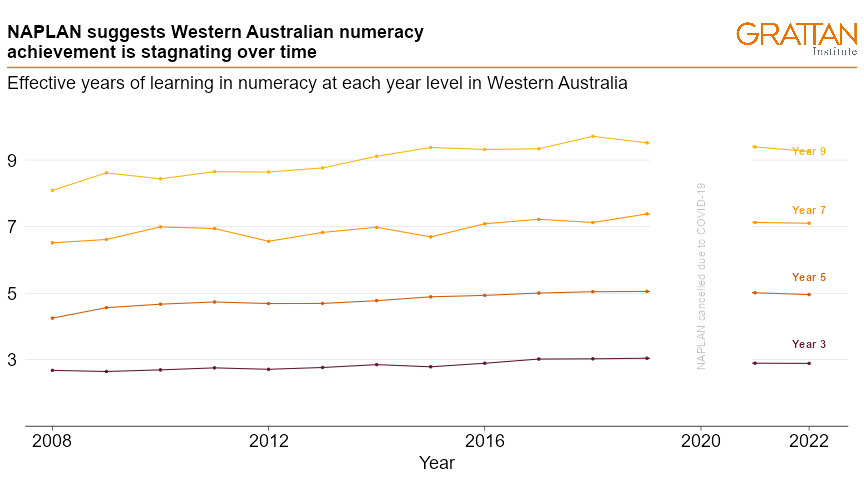 NAPLAN suggests Western Australian numeracy
achievement is stagnating over time
GRATTAN
Institute
Effective years of learning in numeracy at each year level in Western Australia
9
7
5
3
Year 9
Year 7
Year 5
Year 3
NAPLAN cancelled due to COVID-19
2008
2012
2016
2020
2022
Year